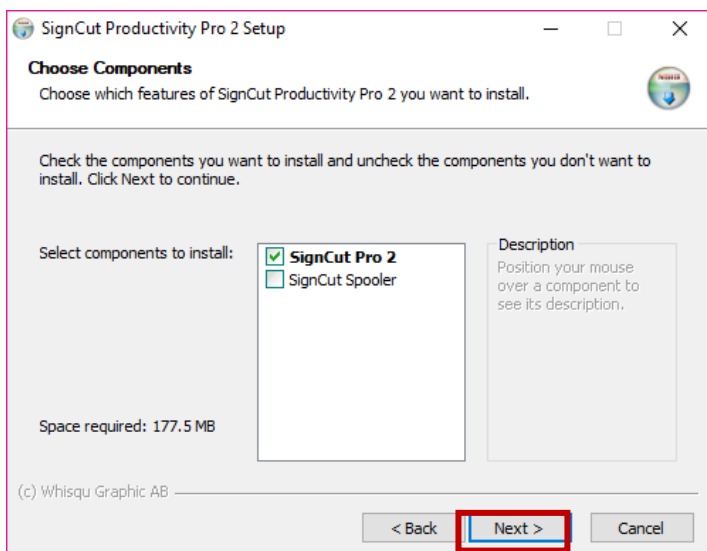 SignCut Productivity Pro 2 Setup
Choose Components
Choose which features of SignCut Productivity Pro 2 you want to install.
Check the components you want to install and uncheck the components you don't want to
install. Click Next to continue.
Select components to install:
SignCut Pro 2
SignCut Spooler
Description
Position your mouse
over a component to
see its description.
Space required: 177.5 MB
(c) Whisqu Graphic AB
< Back
Next >
Cancel